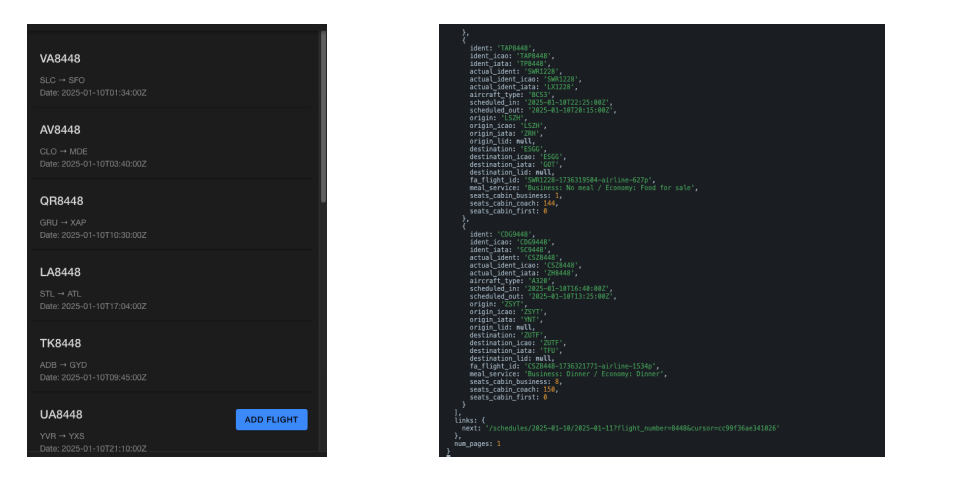 VA8448
SLC → SFO
Date: 2025-01-10T01:34:00Z
AV8448
CLO → MDE
Date: 2025-01-10T03:40:00Z
QR8448
GRU → XAP
Date: 2025-01-10T10:30:00Z
LA8448
STL → ATL
Date: 2025-01-10T17:04:00Z
TK8448
ADB → GYD
Date: 2025-01-10T09:45:00Z
UA8448
ADD FLIGHT
YVR → YXS
Date: 2025-01-10T21:10:00Z
},
{
ident: 'TAP8448',
ident_icao: 'TAP8448',
ident_iata: 'TP8448',
actual_ident: 'SWR1228',
actual_ident_icao: 'SWR1228',
actual_ident_iata: 'LX1228',
aircraft_type: 'BCS3',
scheduled_in: '2025-01-10T22:25:00Z',
scheduled_out: '2025-01-10T20:15:00Z',
origin: 'LSZH',
origin_icao: 'LSZH',
origin_iata: 'ZRH',
origin_lid: null,
destination: 'ESGG',
destination_icao: 'ESGG',
destination_iata: 'GOT',
destination_lid: null,
fa_flight_id: 'SWR1228-1736319504-airline-627p',
meal_service: 'Business: No meal / Economy: Food for sale',
seats_cabin_business: 1,
seats_cabin_coach: 144,
seats_cabin_first: 0
},
{
ident: 'CDG9448',
ident_icao: 'CDG9448',
ident_iata: 'SC9448',
actual_ident: 'CSZ8448',
actual_ident_icao: 'CSZ8448',
actual_ident_iata: 'ZH8448',
aircraft_type: 'A320',
scheduled_in: '2025-01-10T16:40:00Z',
scheduled_out: '2025-01-10T13:25:00Z',
origin: 'ZSYT',
origin_icao: 'ZSYT',
origin_iata: 'YNT',
origin_lid: null,
destination: 'ZUTF',
destination_icao: 'ZUTF',
destination_iata: 'TFU',
destination_lid: null,
fa_flight_id: 'CSZ8448-1736321771-airline-1534p',
meal_service: 'Business: Dinner / Economy: Dinner',
seats_cabin_business: 8,
seats_cabin_coach: 150,
seats_cabin_first: 0
}
],
links: {
next: '/schedules/2025-01-10/2025-01-11?flight_number=8448&cursor=cc99f36ae341026'
},
num_pages: 1
}